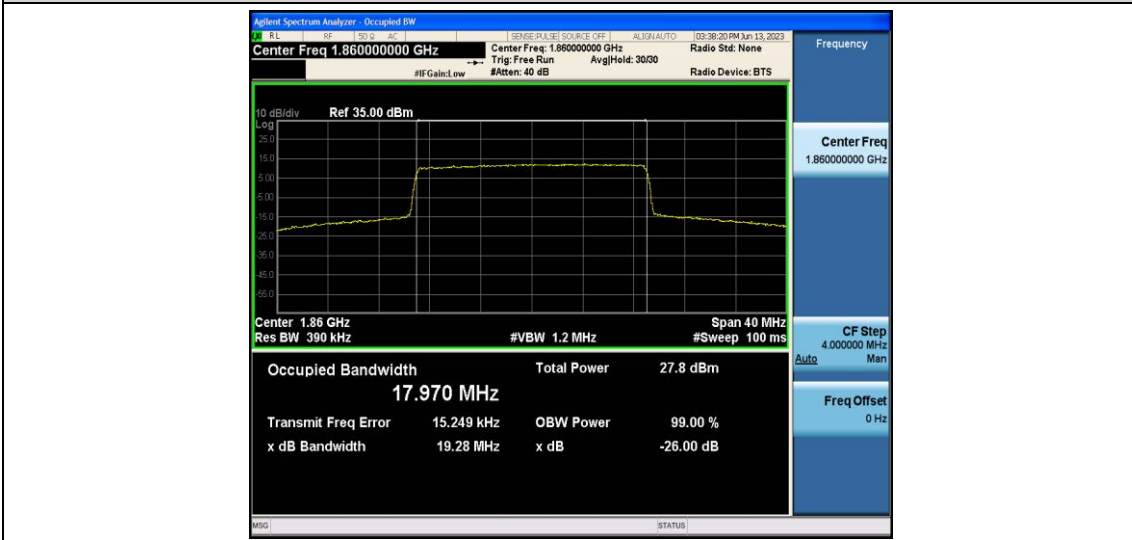 Agilent Spectrum Analyzer - Occupied BW
RL RF 50 Ω AC SENSE:PULSE SOURCE OFF ALIGNAUTO 03:38:20 PM Jun 13, 2023
Center Freq 1.860000000 GHz
Center Freq: 1.860000000 GHz Radio Std: None
Trig: Free Run Avg|Hold: 30/30
#IFGain:Low #Atten: 40 dB Radio Device: BTS
10 dB/div Ref 35.00 dBm
Log
25.0
15.0
5.00
-5.00
-15.0
-25.0
-35.0
-45.0
-55.0
Center 1.86 GHz Span 40 MHz
Res BW 390 kHz #VBW 1.2 MHz #Sweep 100 ms
Occupied Bandwidth Total Power 27.8 dBm
17.970 MHz
Transmit Freq Error 15.249 kHz OBW Power 99.00 %
x dB Bandwidth 19.28 MHz x dB -26.00 dB
MSG STATUS
Frequency
Center Freq
1.860000000 GHz
CF Step
4.000000 MHz
Auto Man
Freq Offset
0 Hz